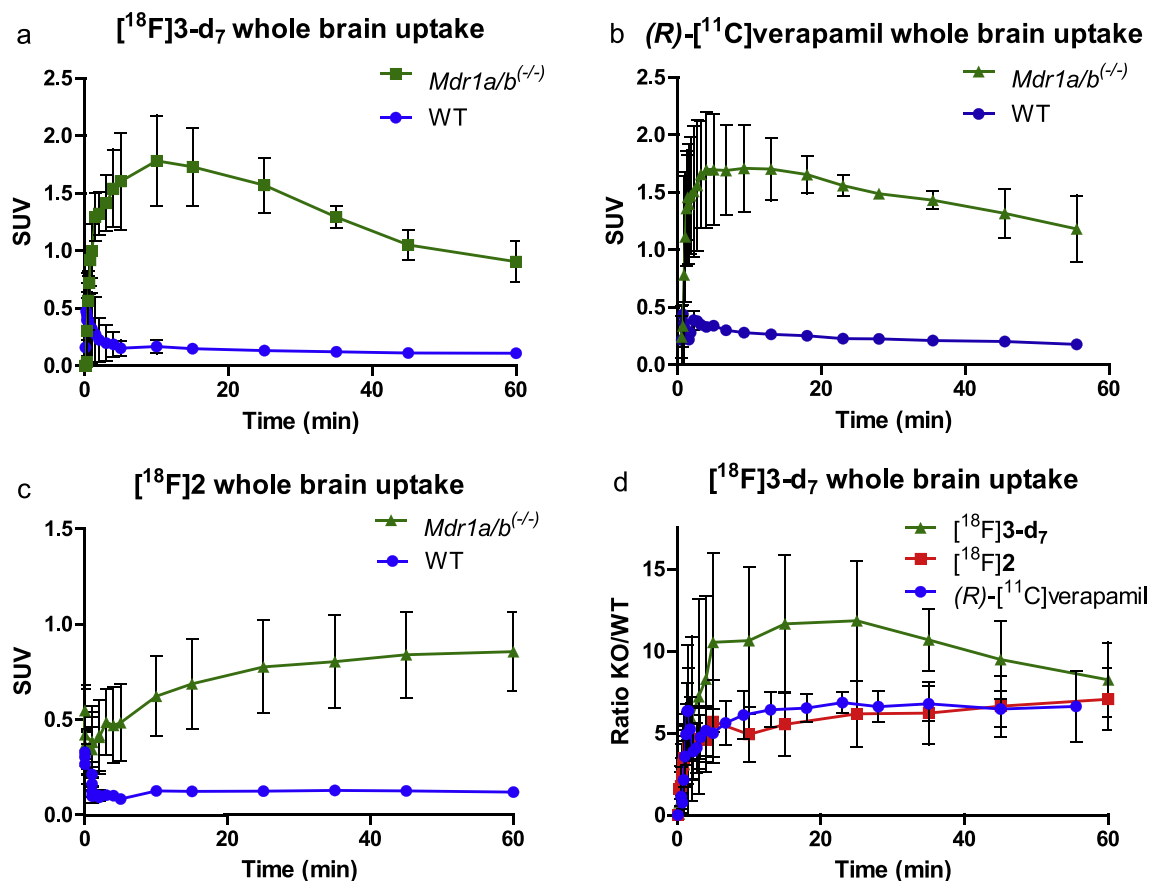 a
[¹⁸F]3-d₇ whole brain uptake
Mdr1a/b⁽⁻/⁻⁾
WT
2.5
2.0
1.5
1.0
0.5
0.0
SUV
0 20 40 60
Time (min)
b
(R)-[¹¹C]verapamil whole brain uptake
Mdr1a/b⁽⁻/⁻⁾
WT
2.5
2.0
1.5
1.0
0.5
0.0
SUV
0 20 40 60
Time (min)
c
[¹⁸F]2 whole brain uptake
Mdr1a/b⁽⁻/⁻⁾
WT
1.5
1.0
0.5
0.0
SUV
0 20 40 60
Time (min)
d
[¹⁸F]3-d₇ whole brain uptake
[¹⁸F]3-d₇
[¹⁸F]2
(R)-[¹¹C]verapamil
15
10
5
0
Ratio KO/WT
0 20 40 60
Time (min)